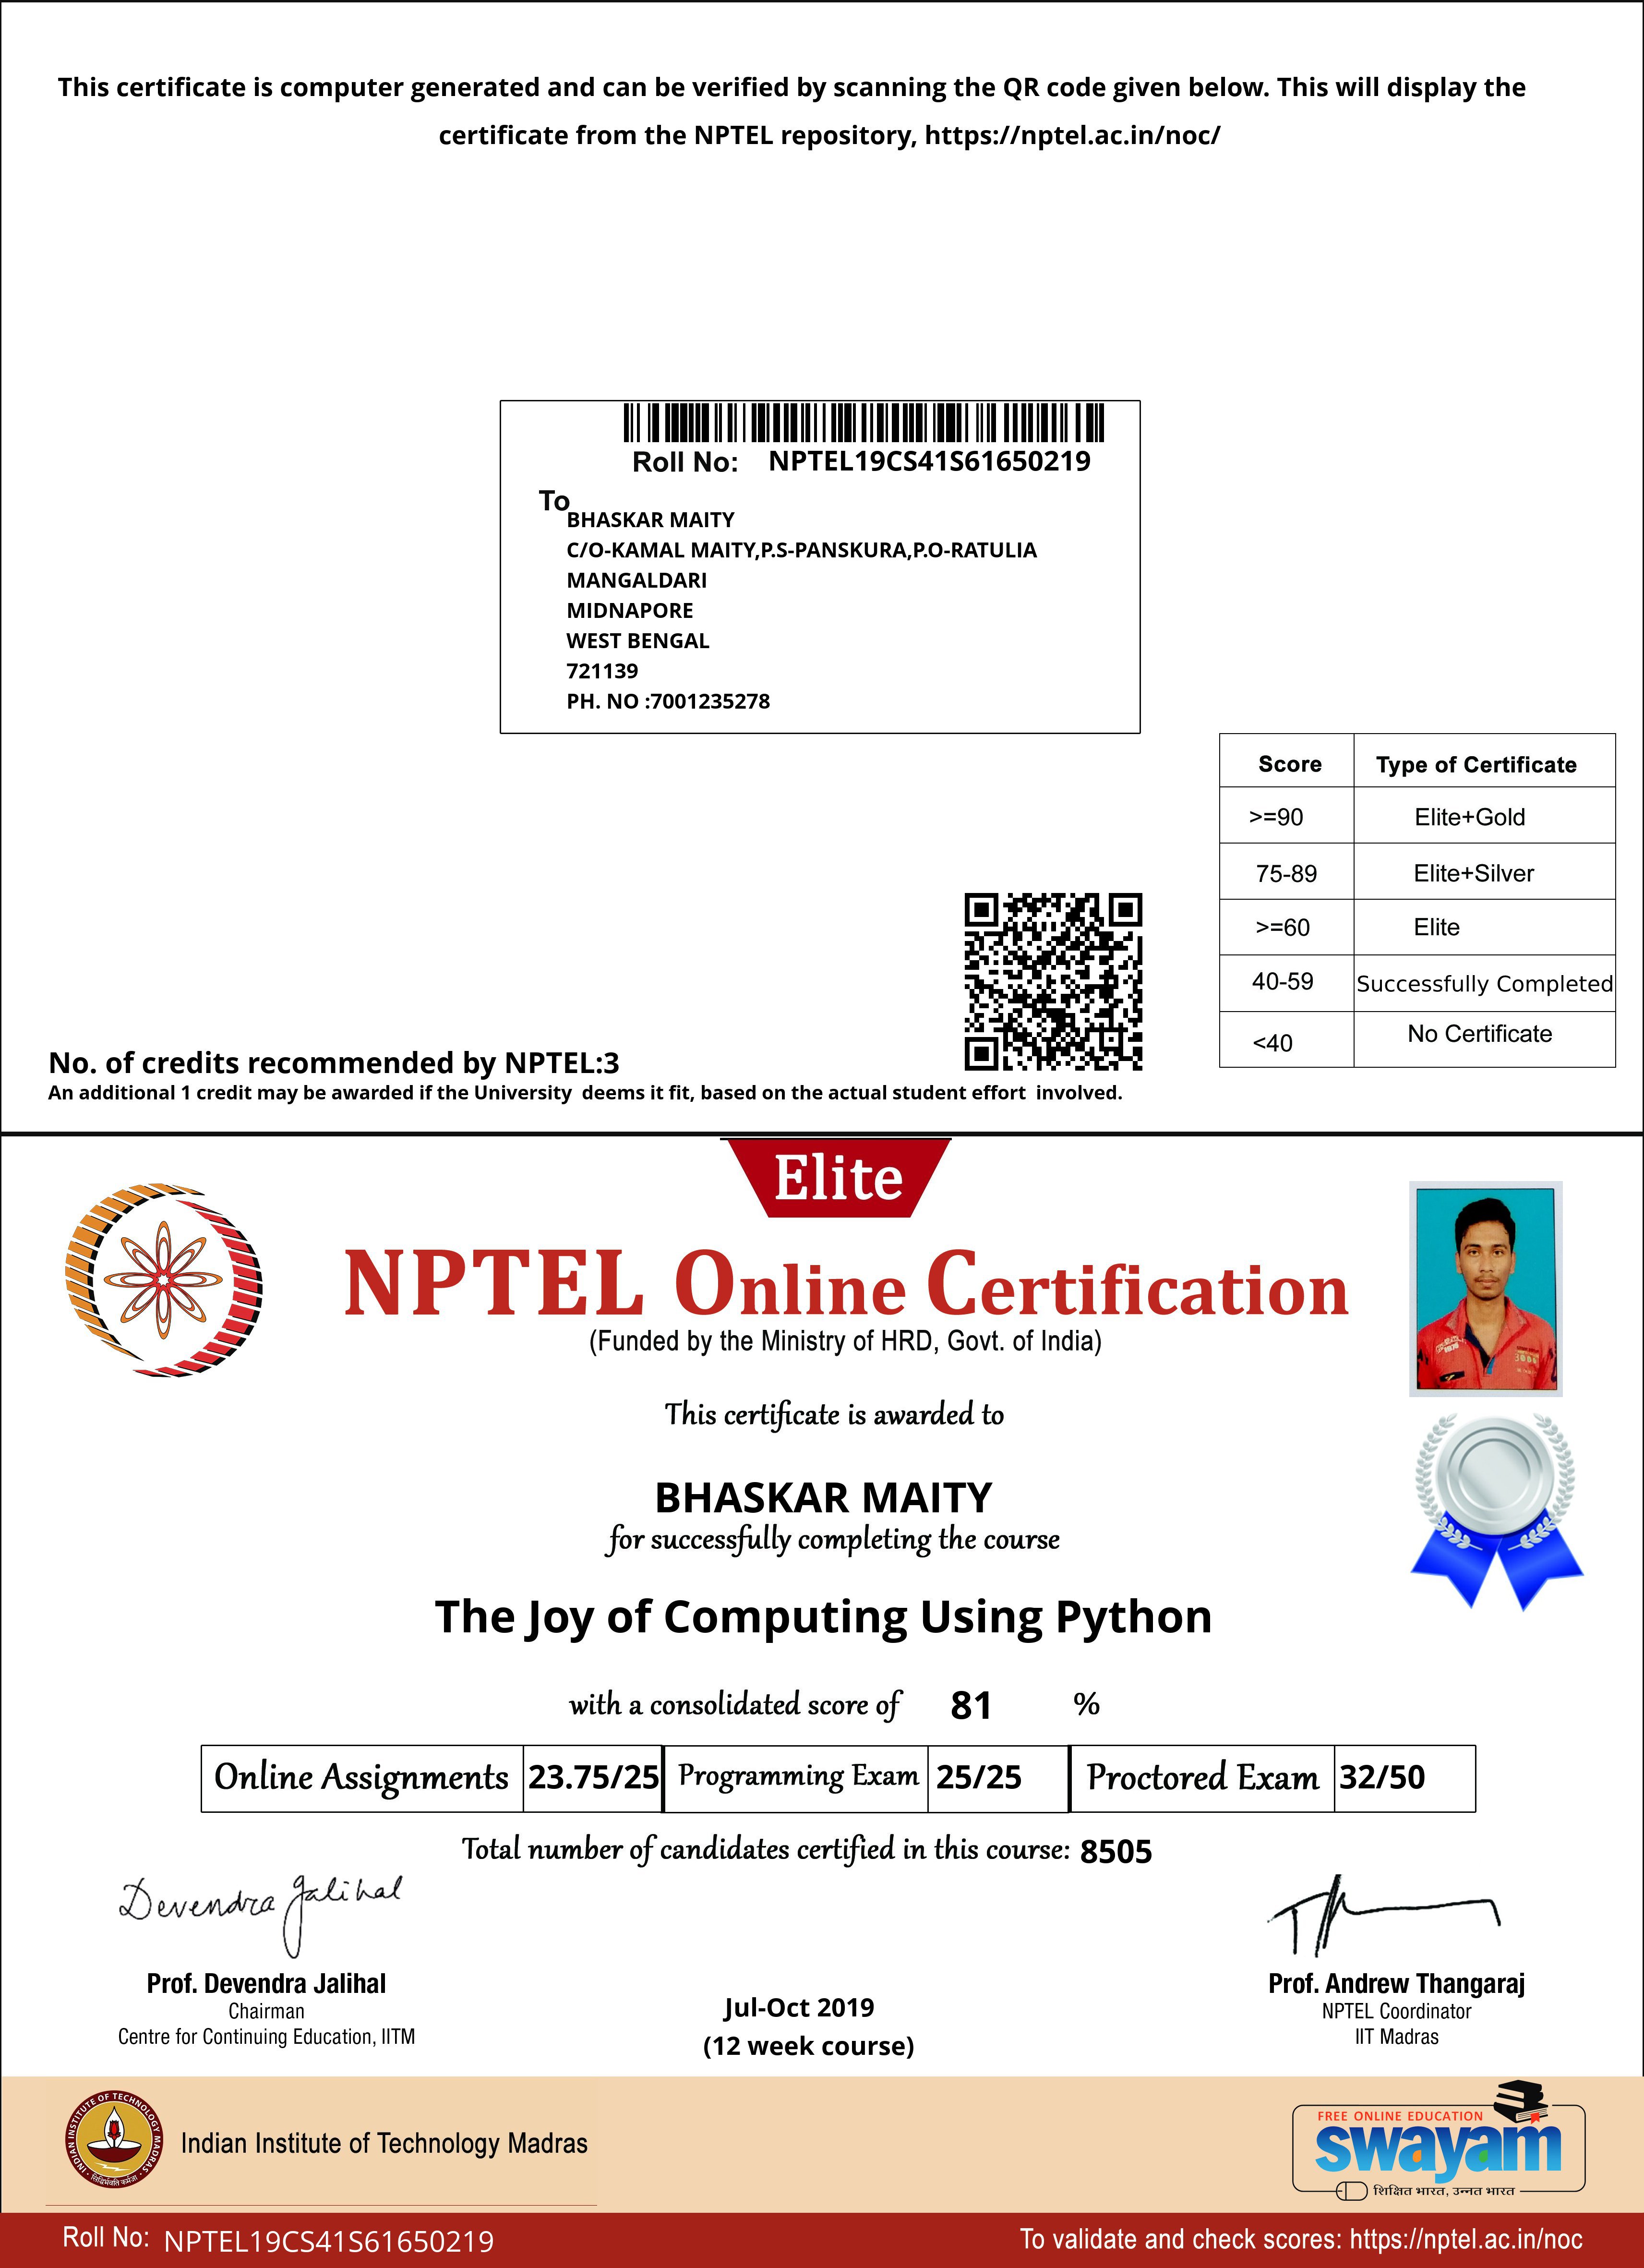 This certificate is computer generated and can be verified by scanning the QR code given below. This will display the
certificate from the NPTEL repository, https://nptel.ac.in/noc/
Roll No: NPTEL19CS41S61650219
To
BHASKAR MAITY
C/O-KAMAL MAITY,P.S-PANSKURA,P.O-RATULIA
MANGALDARI
MIDNAPORE
WEST BENGAL
721139
PH. NO :7001235278
Score Type of Certificate
>=90 Elite+Gold
75-89 Elite+Silver
>=60 Elite
40-59 Successfully Completed
<40 No Certificate
No. of credits recommended by NPTEL:3
An additional 1 credit may be awarded if the University deems it fit, based on the actual student effort involved.
Elite
NPTEL Online Certification
(Funded by the Ministry of HRD, Govt. of India)
This certificate is awarded to
BHASKAR MAITY
for successfully completing the course
The Joy of Computing Using Python
with a consolidated score of 81 %
Online Assignments 23.75/25 Programming Exam 25/25 Proctored Exam 32/50
Total number of candidates certified in this course: 8505
Devendra Jalihal
Prof. Devendra Jalihal
Chairman
Centre for Continuing Education, IITM
Jul-Oct 2019
(12 week course)
Prof. Andrew Thangaraj
NPTEL Coordinator
IIT Madras
INDIAN INSTITUTE OF TECHNOLOGY MADRAS
सिद्धिर्भवति कर्मजा
Indian Institute of Technology Madras
FREE ONLINE EDUCATION
swayam
शिक्षित भारत, उन्नत भारत
Roll No: NPTEL19CS41S61650219
To validate and check scores: https://nptel.ac.in/noc